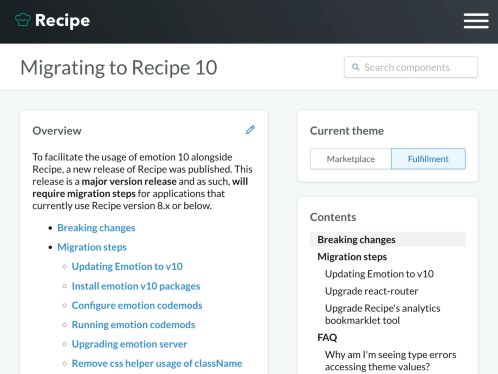 Recipe
Migrating to Recipe 10
Search components
Overview
To facilitate the usage of emotion 10 alongside
Recipe, a new release of Recipe was published. This
release is a major version release and as such, will
require migration steps for applications that
currently use Recipe version 8.x or below.
Breaking changes
Migration steps
Updating Emotion to v10
Install emotion v10 packages
Configure emotion codemods
Running emotion codemods
Upgrading emotion server
Remove css helper usage of className
Current theme
Marketplace
Fulfillment
Contents
Breaking changes
Migration steps
Updating Emotion to v10
Upgrade react-router
Upgrade Recipe's analytics
bookmarklet tool
FAQ
Why am I'm seeing type errors
accessing theme values?